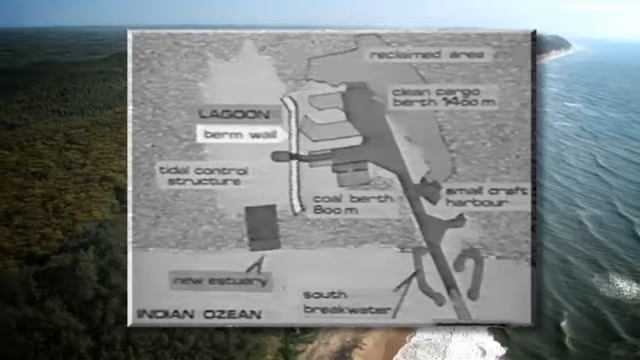 reclaimed area
clean cargo
berth 1400 m
LAGOON
berm wall
tidal control
structure
coal berth
800 m
small craft
harbour
new estuary
south
breakwater
INDIAN OZEAN